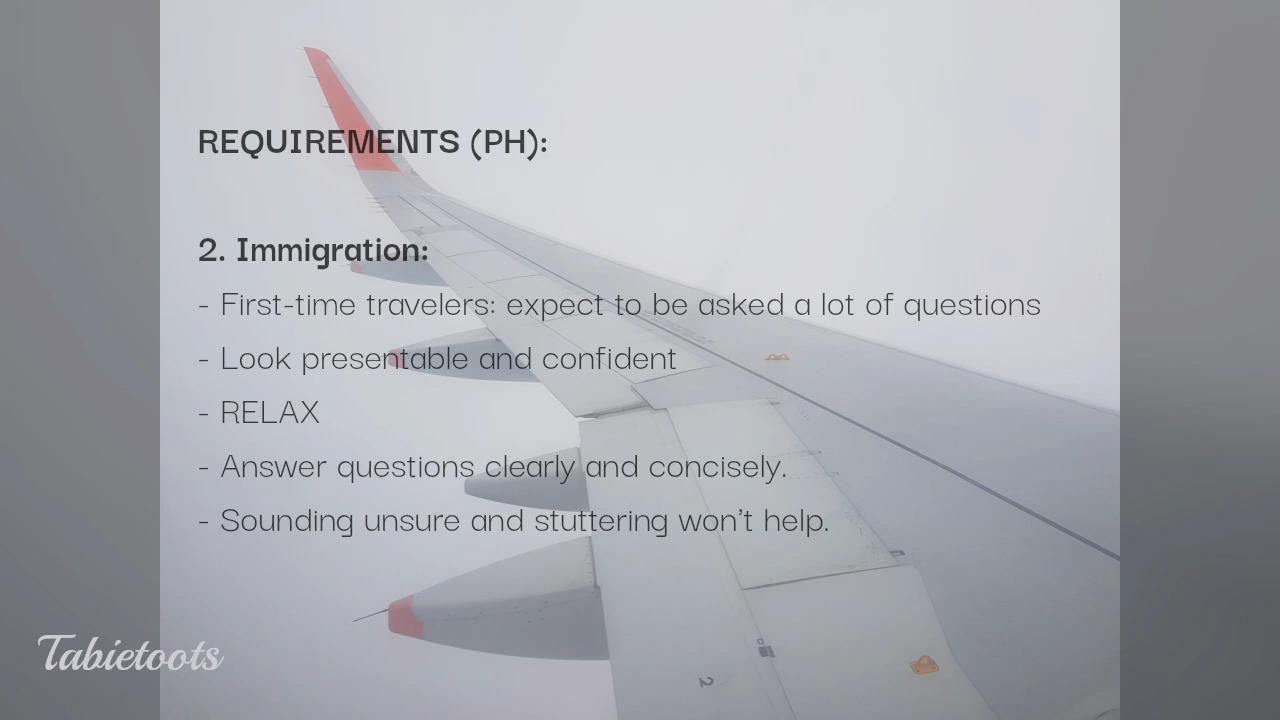 REQUIREMENTS (PH):
2. Immigration:
- First-time travelers: expect to be asked a lot of questions
- Look presentable and confident
- RELAX
- Answer questions clearly and concisely.
- Sounding unsure and stuttering won't help.
Tabietoots
2